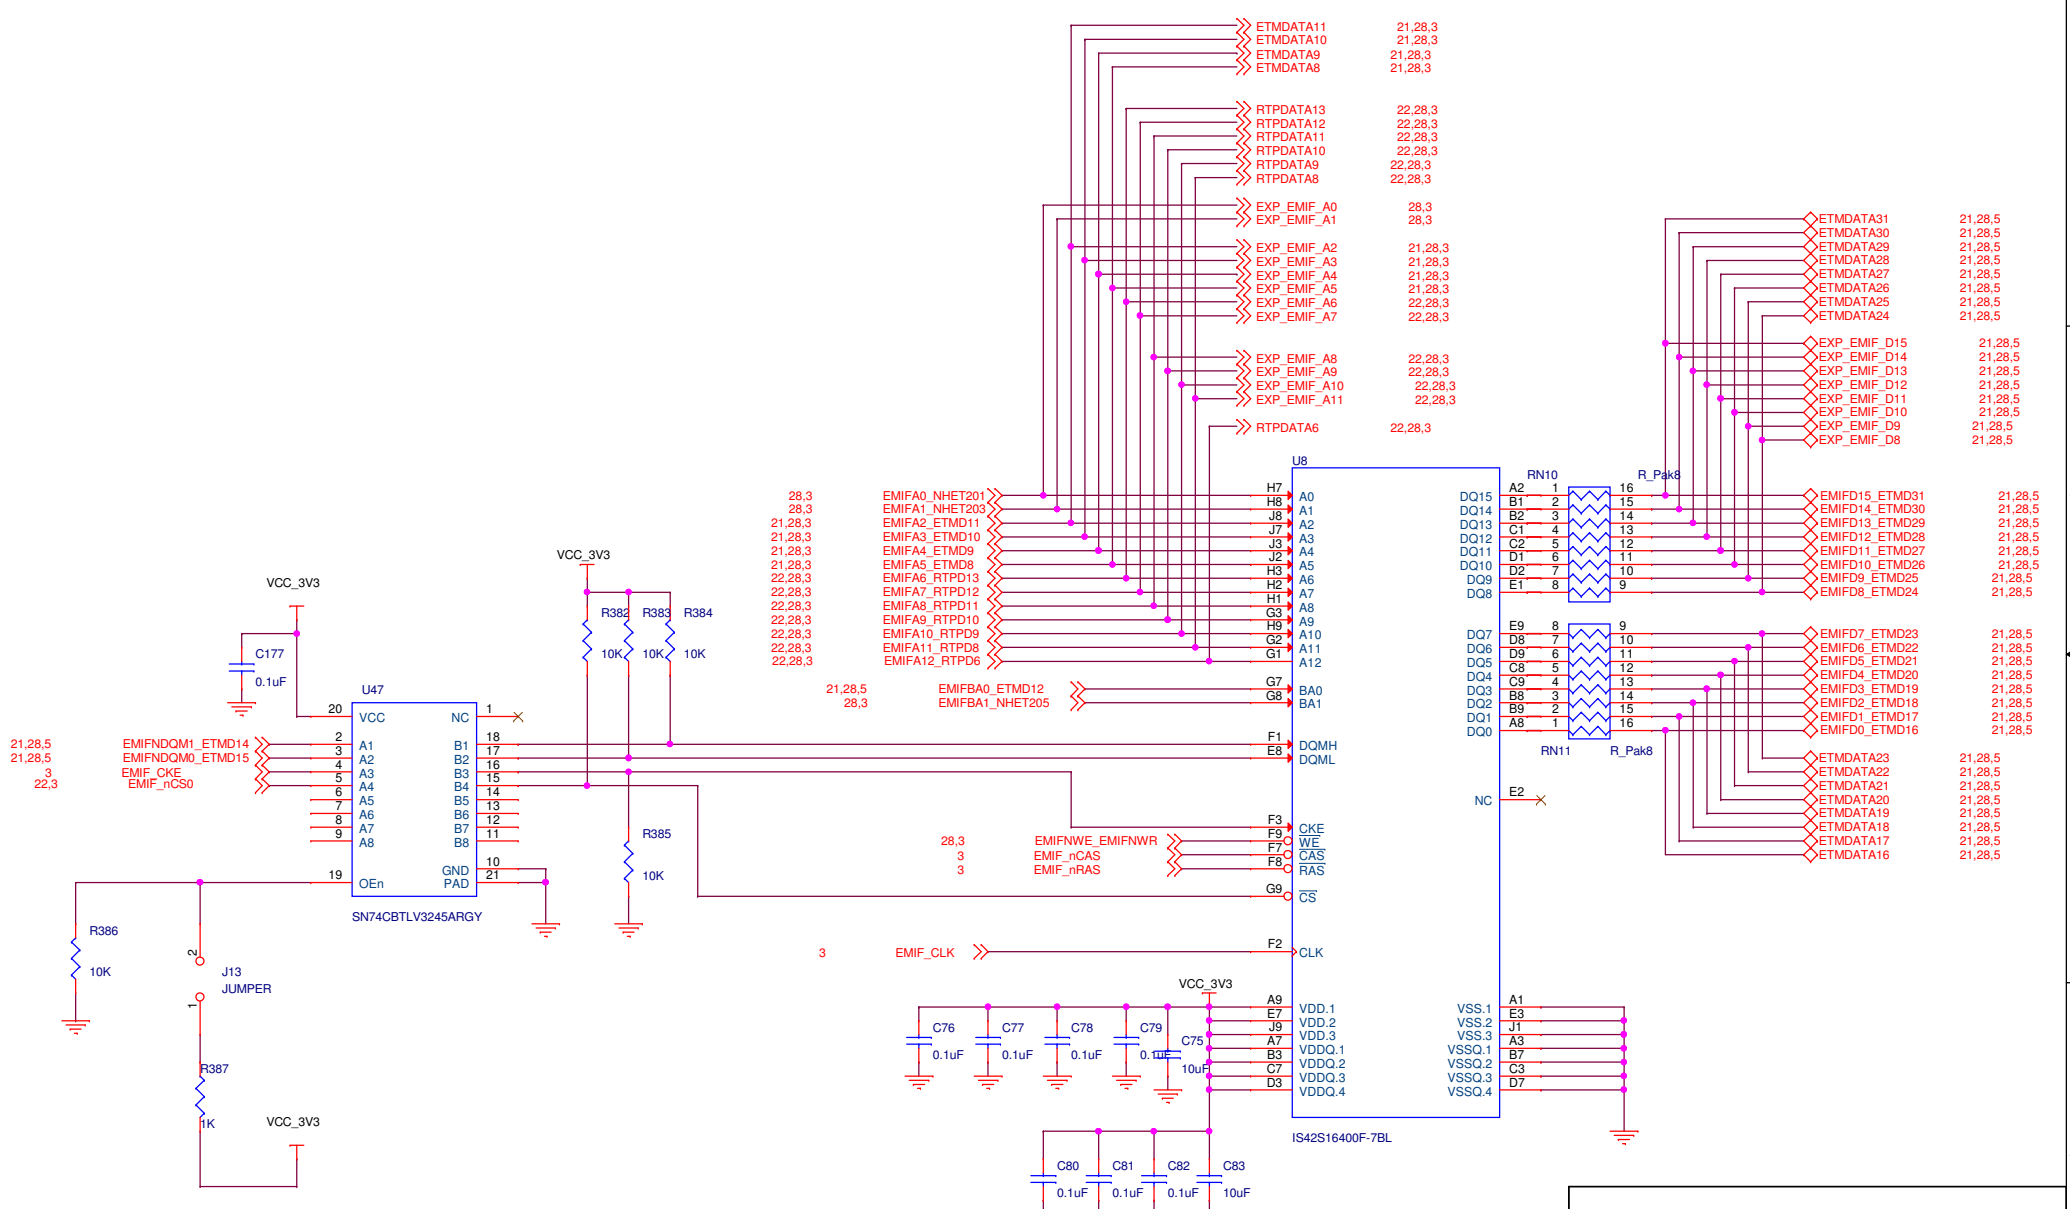 ETMDATA11 21,28,3
ETMDATA10 21,28,3
ETMDATA9 21,28,3
ETMDATA8 21,28,3
RTPDATA13 22,28,3
RTPDATA12 22,28,3
RTPDATA11 22,28,3
RTPDATA10 22,28,3
RTPDATA9 22,28,3
RTPDATA8 22,28,3
EXP_EMIF_A0 28,3
EXP_EMIF_A1 28,3
EXP_EMIF_A2 21,28,3
EXP_EMIF_A3 21,28,3
EXP_EMIF_A4 21,28,3
EXP_EMIF_A5 21,28,3
EXP_EMIF_A6 22,28,3
EXP_EMIF_A7 22,28,3
EXP_EMIF_A8 22,28,3
EXP_EMIF_A9 22,28,3
EXP_EMIF_A10 22,28,3
EXP_EMIF_A11 22,28,3
RTPDATA6 22,28,3
ETMDATA31 21,28,5
ETMDATA30 21,28,5
ETMDATA29 21,28,5
ETMDATA28 21,28,5
ETMDATA27 21,28,5
ETMDATA26 21,28,5
ETMDATA25 21,28,5
ETMDATA24 21,28,5
EXP_EMIF_D15 21,28,5
EXP_EMIF_D14 21,28,5
EXP_EMIF_D13 21,28,5
EXP_EMIF_D12 21,28,5
EXP_EMIF_D11 21,28,5
EXP_EMIF_D10 21,28,5
EXP_EMIF_D9 21,28,5
EXP_EMIF_D8 21,28,5
U8
RN10 R_Pak8
28,3 EMIFA0_NHET201 H7 A0 DQ15 A2 1 16 EMIFD15_ETMD31 21,28,5
28,3 EMIFA1_NHET203 H8 A1 DQ14 B1 2 15 EMIFD14_ETMD30 21,28,5
21,28,3 EMIFA2_ETMD11 J8 A2 DQ13 B2 3 14 EMIFD13_ETMD29 21,28,5
21,28,3 EMIFA3_ETMD10 J7 A3 DQ12 C1 4 13 EMIFD12_ETMD28 21,28,5
21,28,3 EMIFA4_ETMD9 J3 A4 DQ11 C2 5 12 EMIFD11_ETMD27 21,28,5
21,28,3 EMIFA5_ETMD8 J2 A5 DQ10 D1 6 11 EMIFD10_ETMD26 21,28,5
22,28,3 EMIFA6_RTPD13 H3 A6 DQ9 D2 7 10 EMIFD9_ETMD25 21,28,5
22,28,3 EMIFA7_RTPD12 H2 A7 DQ8 E1 8 9 EMIFD8_ETMD24 21,28,5
22,28,3 EMIFA8_RTPD11 H1 A8
22,28,3 EMIFA9_RTPD10 G3 A9
22,28,3 EMIFA10_RTPD9 H9 A10 DQ7 E9 8 9 EMIFD7_ETMD23 21,28,5
22,28,3 EMIFA11_RTPD8 G2 A11 DQ6 D8 7 10 EMIFD6_ETMD22 21,28,5
22,28,3 EMIFA12_RTPD6 G1 A12 DQ5 D9 6 11 EMIFD5_ETMD21 21,28,5
DQ4 C8 5 12 EMIFD4_ETMD20 21,28,5
21,28,5 EMIFBA0_ETMD12 G7 BA0 DQ3 C9 4 13 EMIFD3_ETMD19 21,28,5
28,3 EMIFBA1_NHET205 G8 BA1 DQ2 B8 3 14 EMIFD2_ETMD18 21,28,5
DQ1 B9 2 15 EMIFD1_ETMD17 21,28,5
DQ0 A8 1 16 EMIFD0_ETMD16 21,28,5
RN11 R_Pak8
ETMDATA23 21,28,5
ETMDATA22 21,28,5
ETMDATA21 21,28,5
ETMDATA20 21,28,5
ETMDATA19 21,28,5
ETMDATA18 21,28,5
ETMDATA17 21,28,5
ETMDATA16 21,28,5
NC E2
VCC_3V3
R382 R383 R384
10K 10K 10K
VCC_3V3
C177
0.1uF
U47
20 VCC NC 1
21,28,5 EMIFNDQM1_ETMD14 2 A1 B1 18 F1 DQMH
21,28,5 EMIFNDQM0_ETMD15 3 A2 B2 17 E8 DQML
3 EMIF_CKE 4 A3 B3 16
22,3 EMIF_nCS0 5 A4 B4 15
6 A5 B5 14
7 A6 B6 13
8 A7 B7 12
9 A8 B8 11
GND 10
19 OEn PAD 21
SN74CBTLV3245ARGY
R385
10K
F3 CKE
28,3 EMIFNWE_EMIFNWR F9 WE
3 EMIF_nCAS F7 CAS
3 EMIF_nRAS F8 RAS
G9 CS
3 EMIF_CLK F2 CLK
R386
10K
2
J13
JUMPER
1
R387
1K
VCC_3V3
VCC_3V3
A9 VDD.1 VSS.1 A1
E7 VDD.2 VSS.2 E3
J9 VDD.3 VSS.3 J1
A7 VDDQ.1 VSSQ.1 A3
B3 VDDQ.2 VSSQ.2 B7
C7 VDDQ.3 VSSQ.3 C3
D3 VDDQ.4 VSSQ.4 D7
C76 C77 C78 C79 C75
0.1uF 0.1uF 0.1uF 0.1uF 10uF
IS42S16400F-7BL
C80 C81 C82 C83
0.1uF 0.1uF 0.1uF 10uF